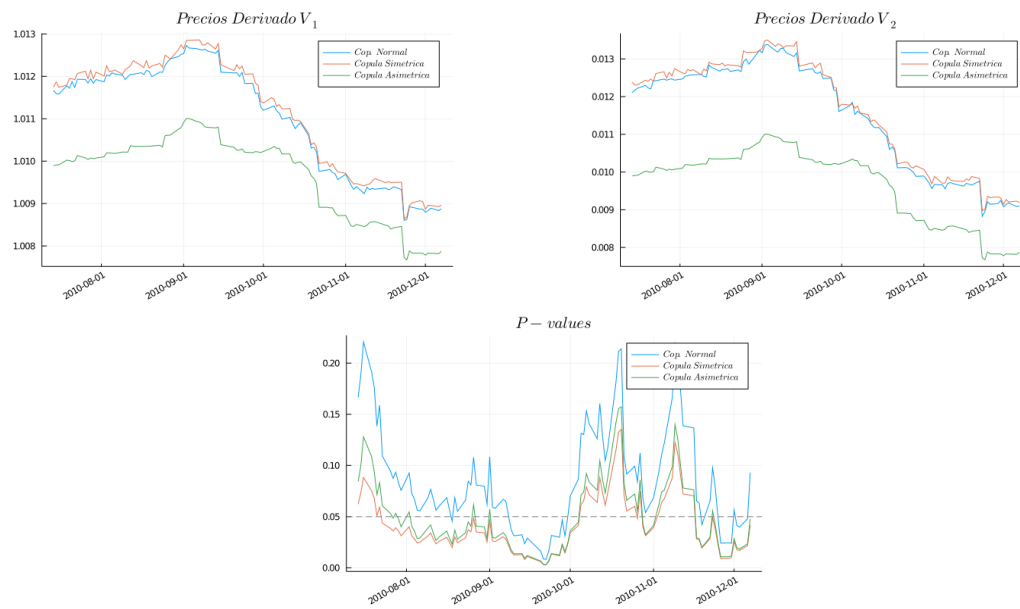 Precios Derivado V1
1.013
1.012
1.011
1.010
1.009
1.008
Cop. Normal
Copula Simetrica
Copula Asimetrica
2010-08-01
2010-09-01
2010-10-01
2010-11-01
2010-12-01
Precios Derivado V2
0.013
0.012
0.011
0.010
0.009
0.008
Cop. Normal
Copula Simetrica
Copula Asimetrica
2010-08-01
2010-09-01
2010-10-01
2010-11-01
2010-12-01
P − values
0.20
0.15
0.10
0.05
0.00
Cop. Normal
Copula Simetrica
Copula Asimetrica
2010-08-01
2010-09-01
2010-10-01
2010-11-01
2010-12-01